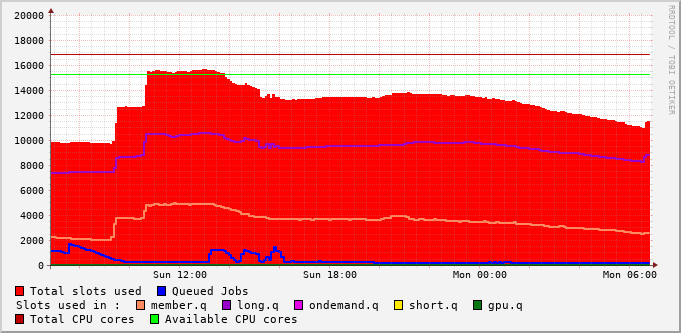 20000
18000
16000
14000
12000
10000
8000
6000
4000
2000
0
Sun 12:00 Sun 18:00 Mon 00:00 Mon 06:00
RRDTOOL / TOBI OETIKER
Total slots used Queued Jobs
Slots used in : member.q long.q ondemand.q short.q gpu.q
Total CPU cores Available CPU cores